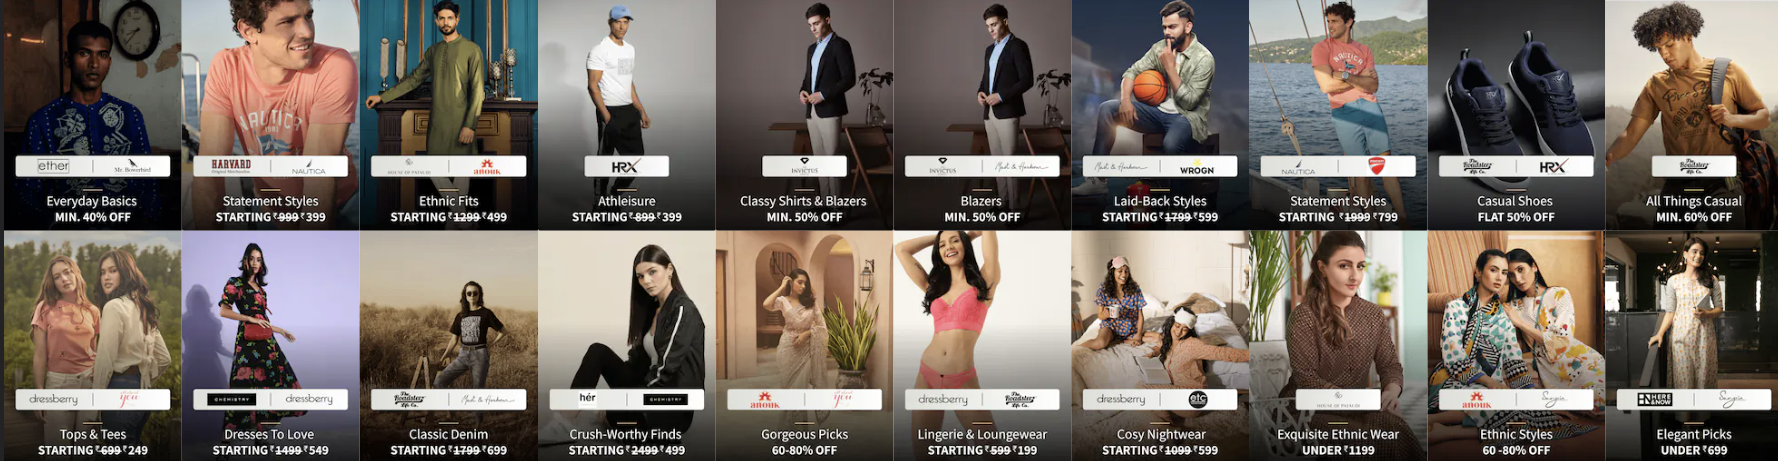 ether
Mr. Bowerbird
Everyday Basics
MIN. 40% OFF
NAUTICA
HARVARD
Original Merchandise
NAUTICA
Statement Styles
STARTING ₹999 ₹399
HOUSE OF PATAUDI
anouk
Ethnic Fits
STARTING ₹1299 ₹499
HRX
Athleisure
STARTING ₹899 ₹399
INVICTUS
Classy Shirts & Blazers
MIN. 50% OFF
INVICTUS
Mast & Harbour
Blazers
MIN. 50% OFF
Mast & Harbour
WROGN
Laid-Back Styles
STARTING ₹1799 ₹599
NAUTICA
NAUTICA
DUCATI
Statement Styles
STARTING ₹1999 ₹799
The
Roadster
Life Co.
HRX
Casual Shoes
FLAT 50% OFF
The
Roadster
Life Co.
All Things Casual
MIN. 60% OFF
dressberry
you
Tops & Tees
STARTING ₹699 ₹249
CHEMISTRY
dressberry
Dresses To Love
STARTING ₹1499 ₹549
The
Roadster
Life Co.
Mast & Harbour
Classic Denim
STARTING ₹1799 ₹699
hér
CHEMISTRY
Crush-Worthy Finds
STARTING ₹2499 ₹499
anouk
you
Gorgeous Picks
60-80% OFF
dressberry
The
Roadster
Life Co.
Lingerie & Loungewear
STARTING ₹599 ₹199
dressberry
etc
Cosy Nightwear
STARTING ₹1099 ₹599
HOUSE OF PATAUDI
Exquisite Ethnic Wear
UNDER ₹1199
anouk
Sangria
Ethnic Styles
60 -80% OFF
HERE
&NOW
Sangria
Elegant Picks
UNDER ₹699